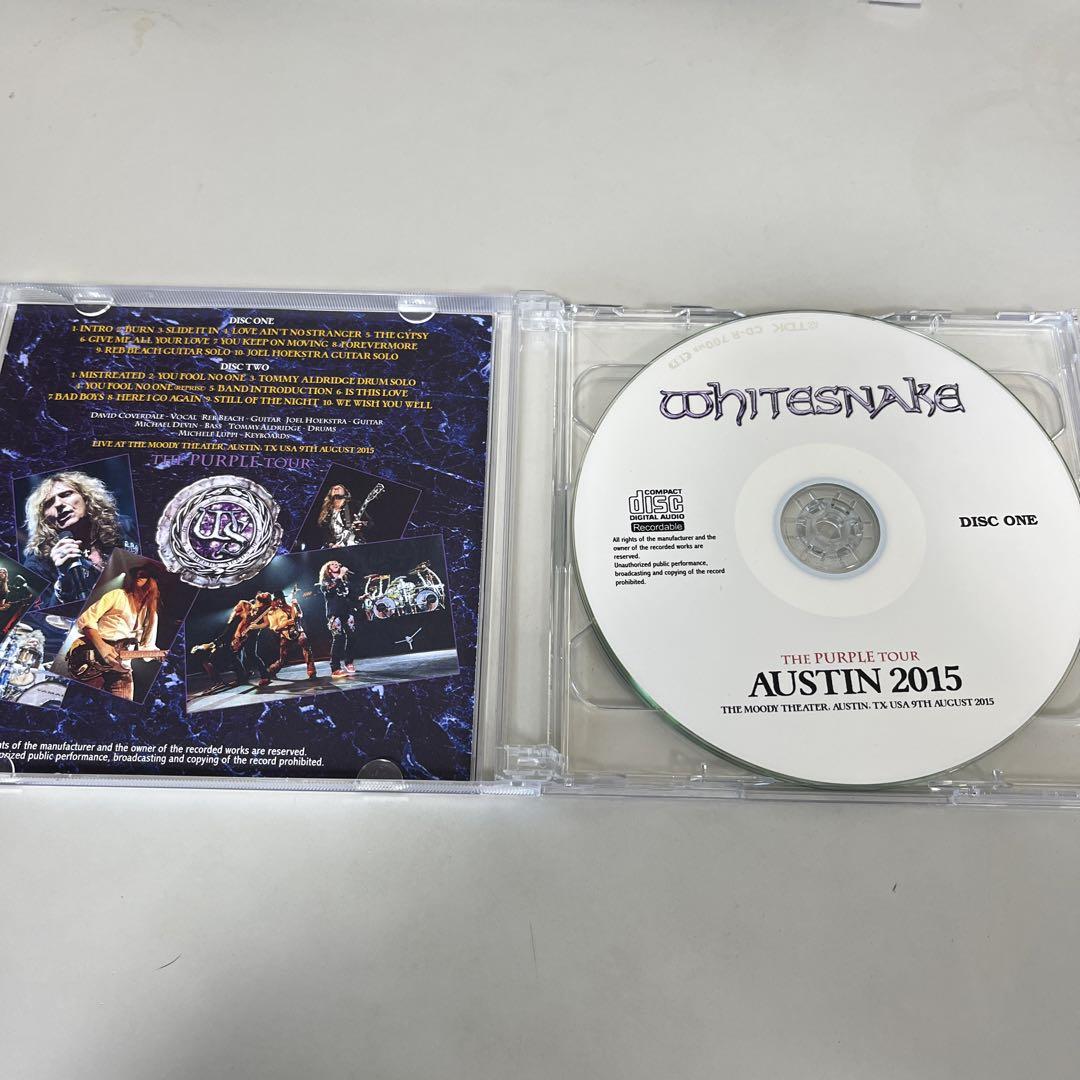 DISC ONE
1· INTRO 2· BURN 3· SLIDE IT IN 4· LOVE AIN'T NO STRANGER 5· THE GYPSY
6· GIVE ME ALL YOUR LOVE 7· YOU KEEP ON MOVING 8· FOREVERMORE
9· REB BEACH GUITAR SOLO 10· JOEL HOEKSTRA GUITAR SOLO
DISC TWO
1· MISTREATED 2· YOU FOOL NO ONE 3· TOMMY ALDRIDGE DRUM SOLO
4· YOU FOOL NO ONE (REPRISE) 5· BAND INTRODUCTION 6· IS THIS LOVE
7· BAD BOYS 8· HERE I GO AGAIN 9· STILL OF THE NIGHT 10· WE WISH YOU WELL
DAVID COVERDALE - VOCAL REB BEACH - GUITAR JOEL HOEKSTRA - GUITAR
MICHAEL DEVIN - BASS TOMMY ALDRIDGE - DRUMS
MICHELE LUPPI - KEYBOARDS
LIVE AT THE MOODY THEATER, AUSTIN, TX USA 9TH AUGUST 2015
THE PURPLE TOUR
nts of the manufacturer and the owner of the recorded works are reserved.
orized public performance, broadcasting and copying of the record prohibited.
TDK CD-R 700MB
WHITESNAKE
COMPACT
disc
DIGITAL AUDIO
Recordable
DISC ONE
All rights of the manufacturer and the
owner of the recorded works are
reserved.
Unauthorized public performance,
broadcasting and copying of the record
prohibited.
THE PURPLE TOUR
AUSTIN 2015
THE MOODY THEATER, AUSTIN, TX USA 9TH AUGUST 2015